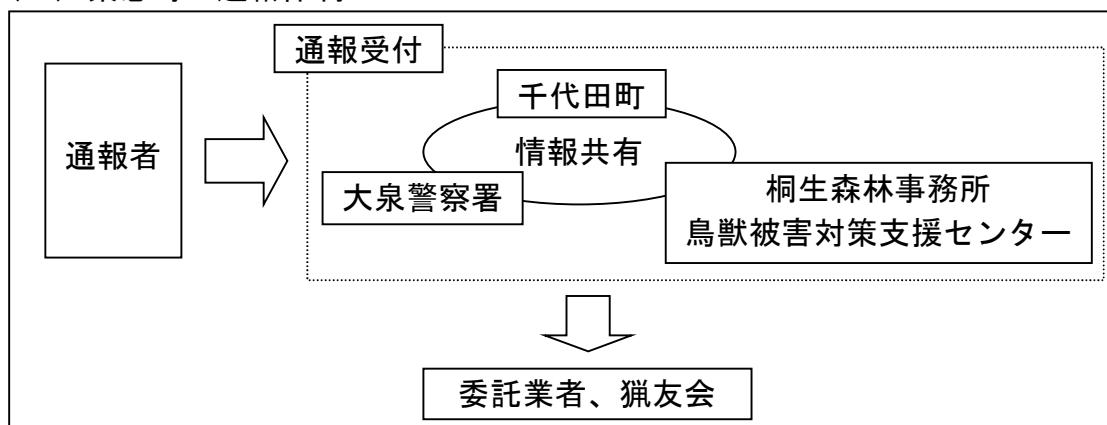 通報受付
千代田町
通報者
情報共有
大泉警察署
桐生森林事務所
鳥獣被害対策支援センター
委託業者、猟友会